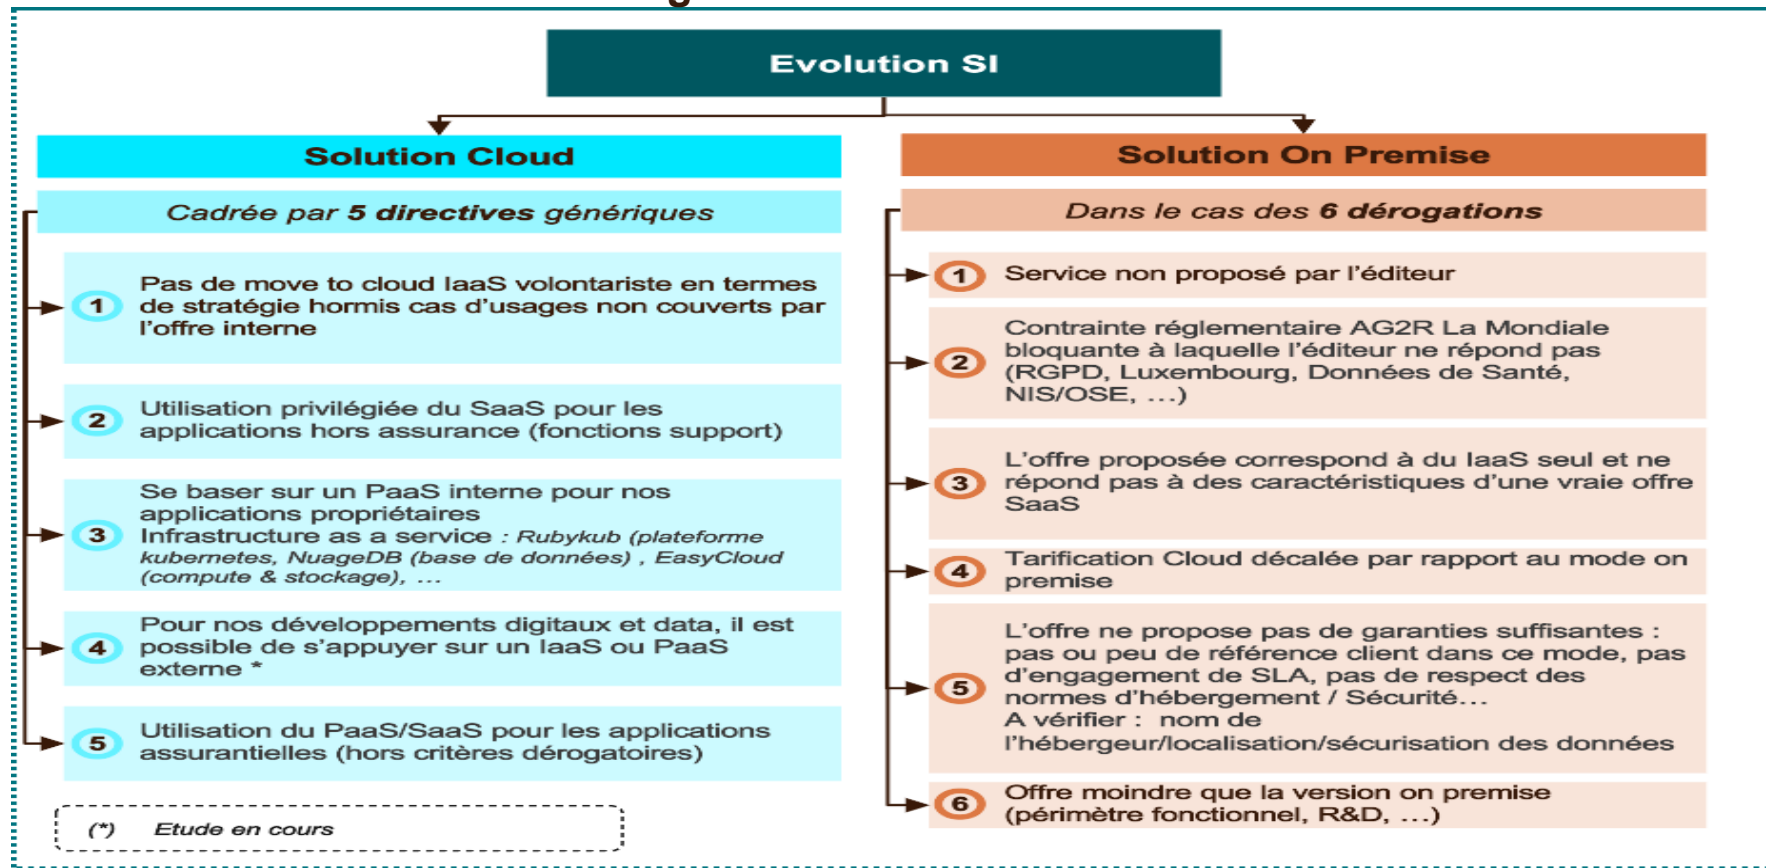 Evolution SI
Solution Cloud
Cadrée par 5 directives génériques
1
Pas de move to cloud IaaS volontariste en termes
de stratégie hormis cas d'usages non couverts par
l'offre interne
2
Utilisation privilégiée du SaaS pour les
applications hors assurance (fonctions support)
3
Se baser sur un PaaS interne pour nos
applications propriétaires
Infrastructure as a service : Rubykub (plateforme
kubernetes, NuageDB (base de données) , EasyCloud
(compute & stockage), …
4
Pour nos développements digitaux et data, il est
possible de s'appuyer sur un IaaS ou PaaS
externe *
5
Utilisation du PaaS/SaaS pour les applications
assurantielles (hors critères dérogatoires)
(*) Etude en cours
Solution On Premise
Dans le cas des 6 dérogations
1
Service non proposé par l'éditeur
2
Contrainte réglementaire AG2R La Mondiale
bloquante à laquelle l'éditeur ne répond pas
(RGPD, Luxembourg, Données de Santé,
NIS/OSE, …)
3
L'offre proposée correspond à du IaaS seul et ne
répond pas à des caractéristiques d'une vraie offre
SaaS
4
Tarification Cloud décalée par rapport au mode on
premise
5
L'offre ne propose pas de garanties suffisantes :
pas ou peu de référence client dans ce mode, pas
d'engagement de SLA, pas de respect des
normes d'hébergement / Sécurité…
A vérifier : nom de
l'hébergeur/localisation/sécurisation des données
6
Offre moindre que la version on premise
(périmètre fonctionnel, R&D, …)